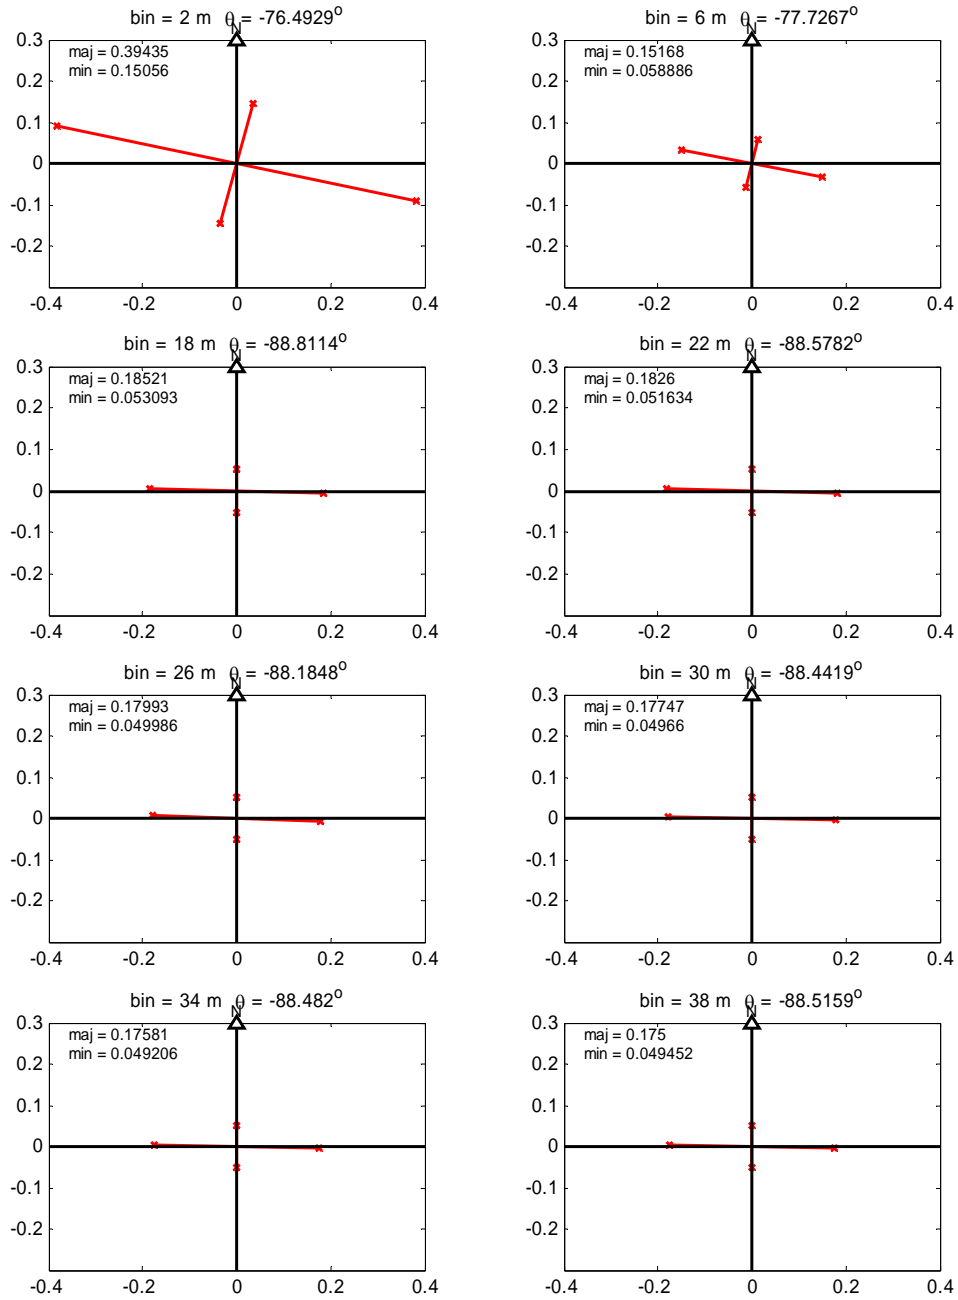 bin = 2 m θ = -76.4929°
N
maj = 0.39435
min = 0.15056
0.3
0.2
0.1
0
-0.1
-0.2
-0.4 -0.2 0 0.2 0.4
bin = 6 m θ = -77.7267°
N
maj = 0.15168
min = 0.058886
0.3
0.2
0.1
0
-0.1
-0.2
-0.4 -0.2 0 0.2 0.4
bin = 18 m θ = -88.8114°
N
maj = 0.18521
min = 0.053093
0.3
0.2
0.1
0
-0.1
-0.2
-0.4 -0.2 0 0.2 0.4
bin = 22 m θ = -88.5782°
N
maj = 0.1826
min = 0.051634
0.3
0.2
0.1
0
-0.1
-0.2
-0.4 -0.2 0 0.2 0.4
bin = 26 m θ = -88.1848°
N
maj = 0.17993
min = 0.049986
0.3
0.2
0.1
0
-0.1
-0.2
-0.4 -0.2 0 0.2 0.4
bin = 30 m θ = -88.4419°
N
maj = 0.17747
min = 0.04966
0.3
0.2
0.1
0
-0.1
-0.2
-0.4 -0.2 0 0.2 0.4
bin = 34 m θ = -88.482°
N
maj = 0.17581
min = 0.049206
0.3
0.2
0.1
0
-0.1
-0.2
-0.4 -0.2 0 0.2 0.4
bin = 38 m θ = -88.5159°
N
maj = 0.175
min = 0.049452
0.3
0.2
0.1
0
-0.1
-0.2
-0.4 -0.2 0 0.2 0.4